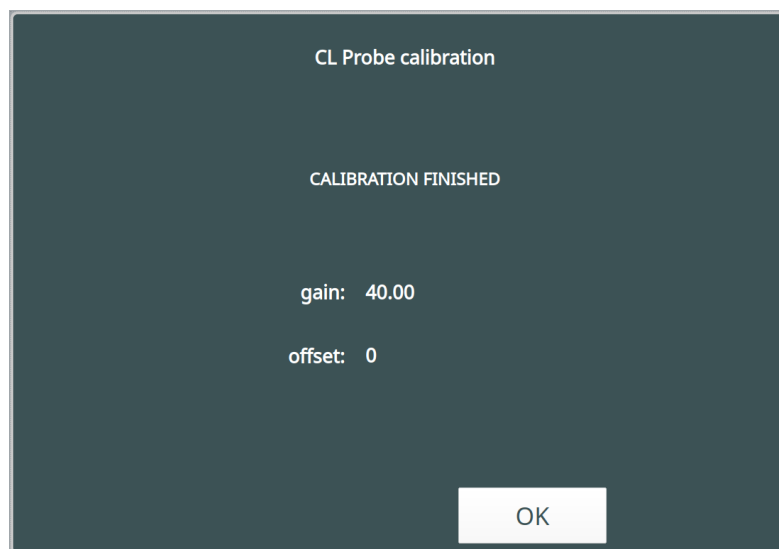 CL Probe calibration
CALIBRATION FINISHED
gain: 40.00
offset: 0
OK